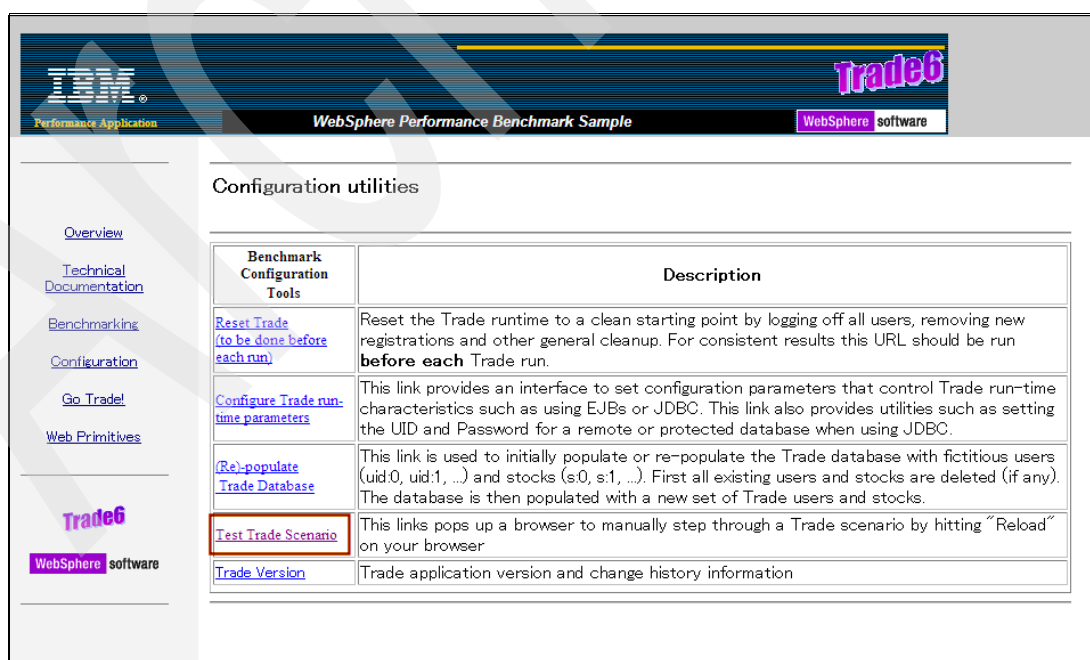 IBM®
Performance Application
WebSphere Performance Benchmark Sample
Trade6
WebSphere software
Overview
Technical
Documentation
Benchmarking
Configuration
Go Trade!
Web Primitives
Trade6
WebSphere software
Configuration utilities
Benchmark
Configuration
Tools
Description
Reset Trade
(to be done before
each run)
Reset the Trade runtime to a clean starting point by logging off all users, removing new
registrations and other general cleanup. For consistent results this URL should be run
before each Trade run.
Configure Trade run-
time parameters
This link provides an interface to set configuration parameters that control Trade run-time
characteristics such as using EJBs or JDBC. This link also provides utilities such as setting
the UID and Password for a remote or protected database when using JDBC.
(Re)-populate
Trade Database
This link is used to initially populate or re-populate the Trade database with fictitious users
(uid:0, uid:1, ...) and stocks (s:0, s:1, ...). First all existing users and stocks are deleted (if any).
The database is then populated with a new set of Trade users and stocks.
Test Trade Scenario
This links pops up a browser to manually step through a Trade scenario by hitting "Reload"
on your browser
Trade Version
Trade application version and change history information